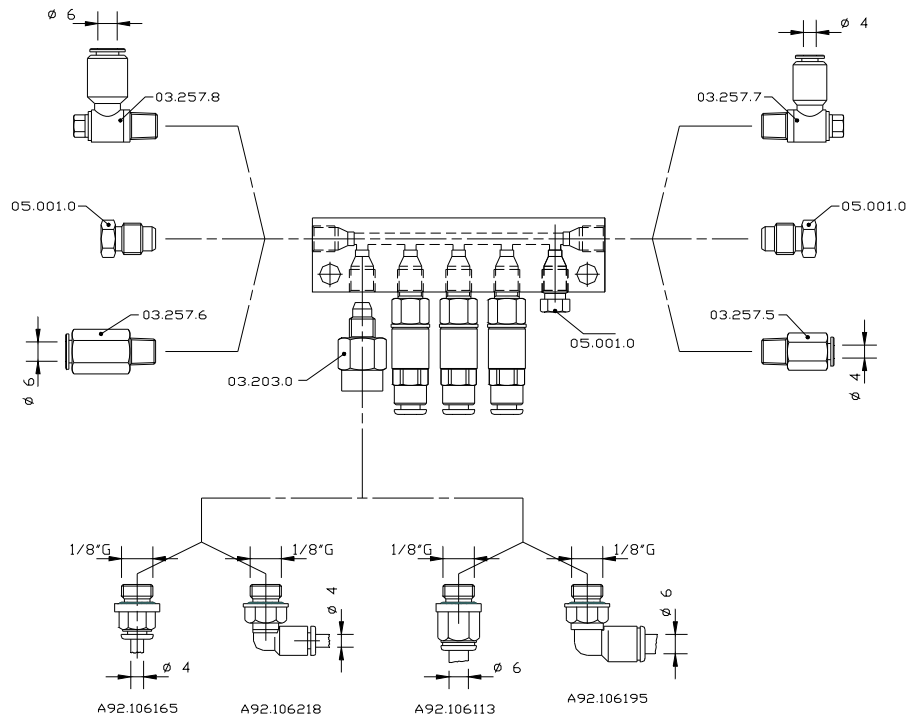 ø 6
ø 4
03.257.8
03.257.7
05.001.0
05.001.0
03.257.6
03.257.5
05.001.0
ø 6
03.203.0
ø 4
1/8"G
1/8"G
1/8"G
1/8"G
ø 4
ø 6
ø 4
ø 6
A92.106165
A92.106218
A92.106113
A92.106195